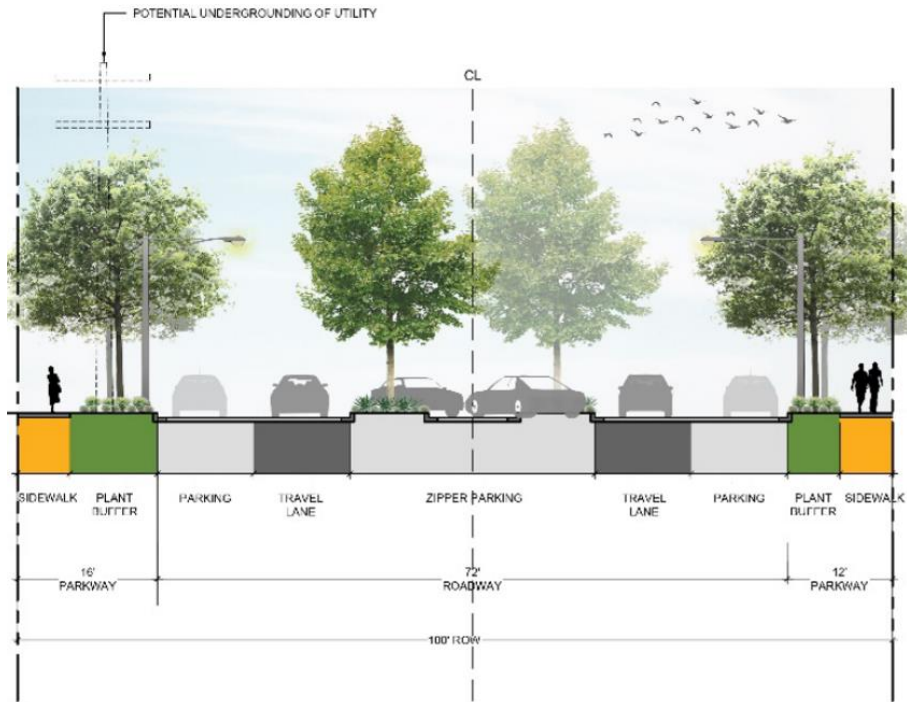 POTENTIAL UNDERGROUNDING OF UTILITY
CL
SIDEWALK
PLANT
BUFFER
PARKING
TRAVEL
LANE
ZIPPER PARKING
TRAVEL
LANE
PARKING
PLANT
BUFFER
SIDEWALK
16'
PARKWAY
72'
ROADWAY
12'
PARKWAY
100' ROW